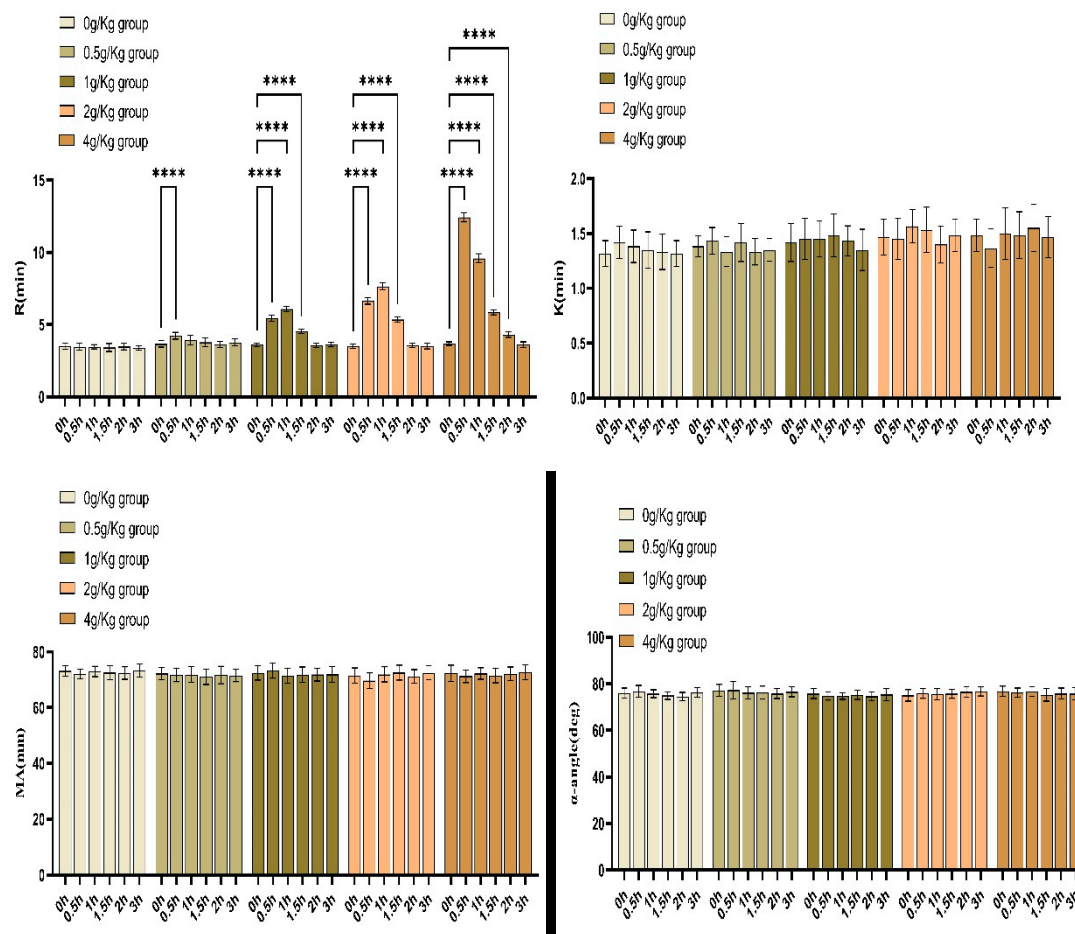 0g/Kg group
0.5g/Kg group
1g/Kg group
2g/Kg group
4g/Kg group
****
****
****
****
****
****
****
****
****
****
****
15
10
5
0
R(min)
0h 0.5h 1h 1.5h 2h 3h 0h 0.5h 1h 1.5h 2h 3h 0h 0.5h 1h 1.5h 2h 3h 0h 0.5h 1h 1.5h 2h 3h 0h 0.5h 1h 1.5h 2h 3h
0g/Kg group
0.5g/Kg group
1g/Kg group
2g/Kg group
4g/Kg group
2.0
1.5
1.0
0.5
0.0
K(min)
0h 0.5h 1h 1.5h 2h 3h 0h 0.5h 1h 1.5h 2h 3h 0h 0.5h 1h 1.5h 2h 3h 0h 0.5h 1h 1.5h 2h 3h 0h 0.5h 1h 1.5h 2h 3h
0g/Kg group
0.5g/Kg group
1g/Kg group
2g/Kg group
4g/Kg group
80
60
40
20
0
MA(mm)
0h 0.5h 1h 1.5h 2h 3h 0h 0.5h 1h 1.5h 2h 3h 0h 0.5h 1h 1.5h 2h 3h 0h 0.5h 1h 1.5h 2h 3h 0h 0.5h 1h 1.5h 2h 3h
0g/Kg group
0.5g/Kg group
1g/Kg group
2g/Kg group
4g/Kg group
100
80
60
40
20
0
α-angle(deg)
0h 0.5h 1h 1.5h 2h 3h 0h 0.5h 1h 1.5h 2h 3h 0h 0.5h 1h 1.5h 2h 3h 0h 0.5h 1h 1.5h 2h 3h 0h 0.5h 1h 1.5h 2h 3h